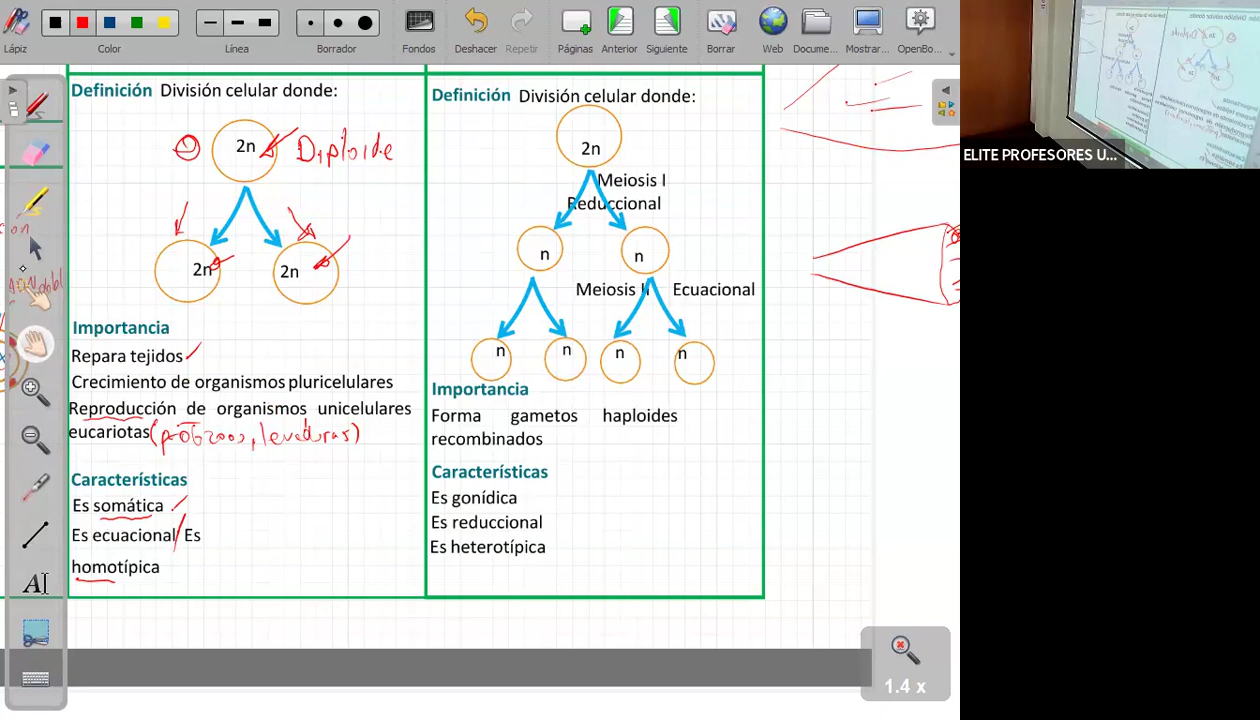 Lápiz
Color
Línea
Borrador
Fondos
Deshacer
Repetir
Páginas
Anterior
Siguiente
Borrar
Web
Docume...
Mostrar...
OpenBo...
Definición División celular donde:
2n
Diploide
2n
2n
Importancia
Repara tejidos
Crecimiento de organismos pluricelulares
Reproducción de organismos unicelulares
eucariotas (protozoos, levaduras)
Características
Es somática
Es ecuacional Es
homotípica
Definición División celular donde:
2n
Meiosis I
Reduccional
n
n
Meiosis II
Ecuacional
n
n
n
n
Importancia
Forma gametos haploides
recombinados
Características
Es gonídica
Es reduccional
Es heterotípica
ELITE PROFESORES U...
1.4 x